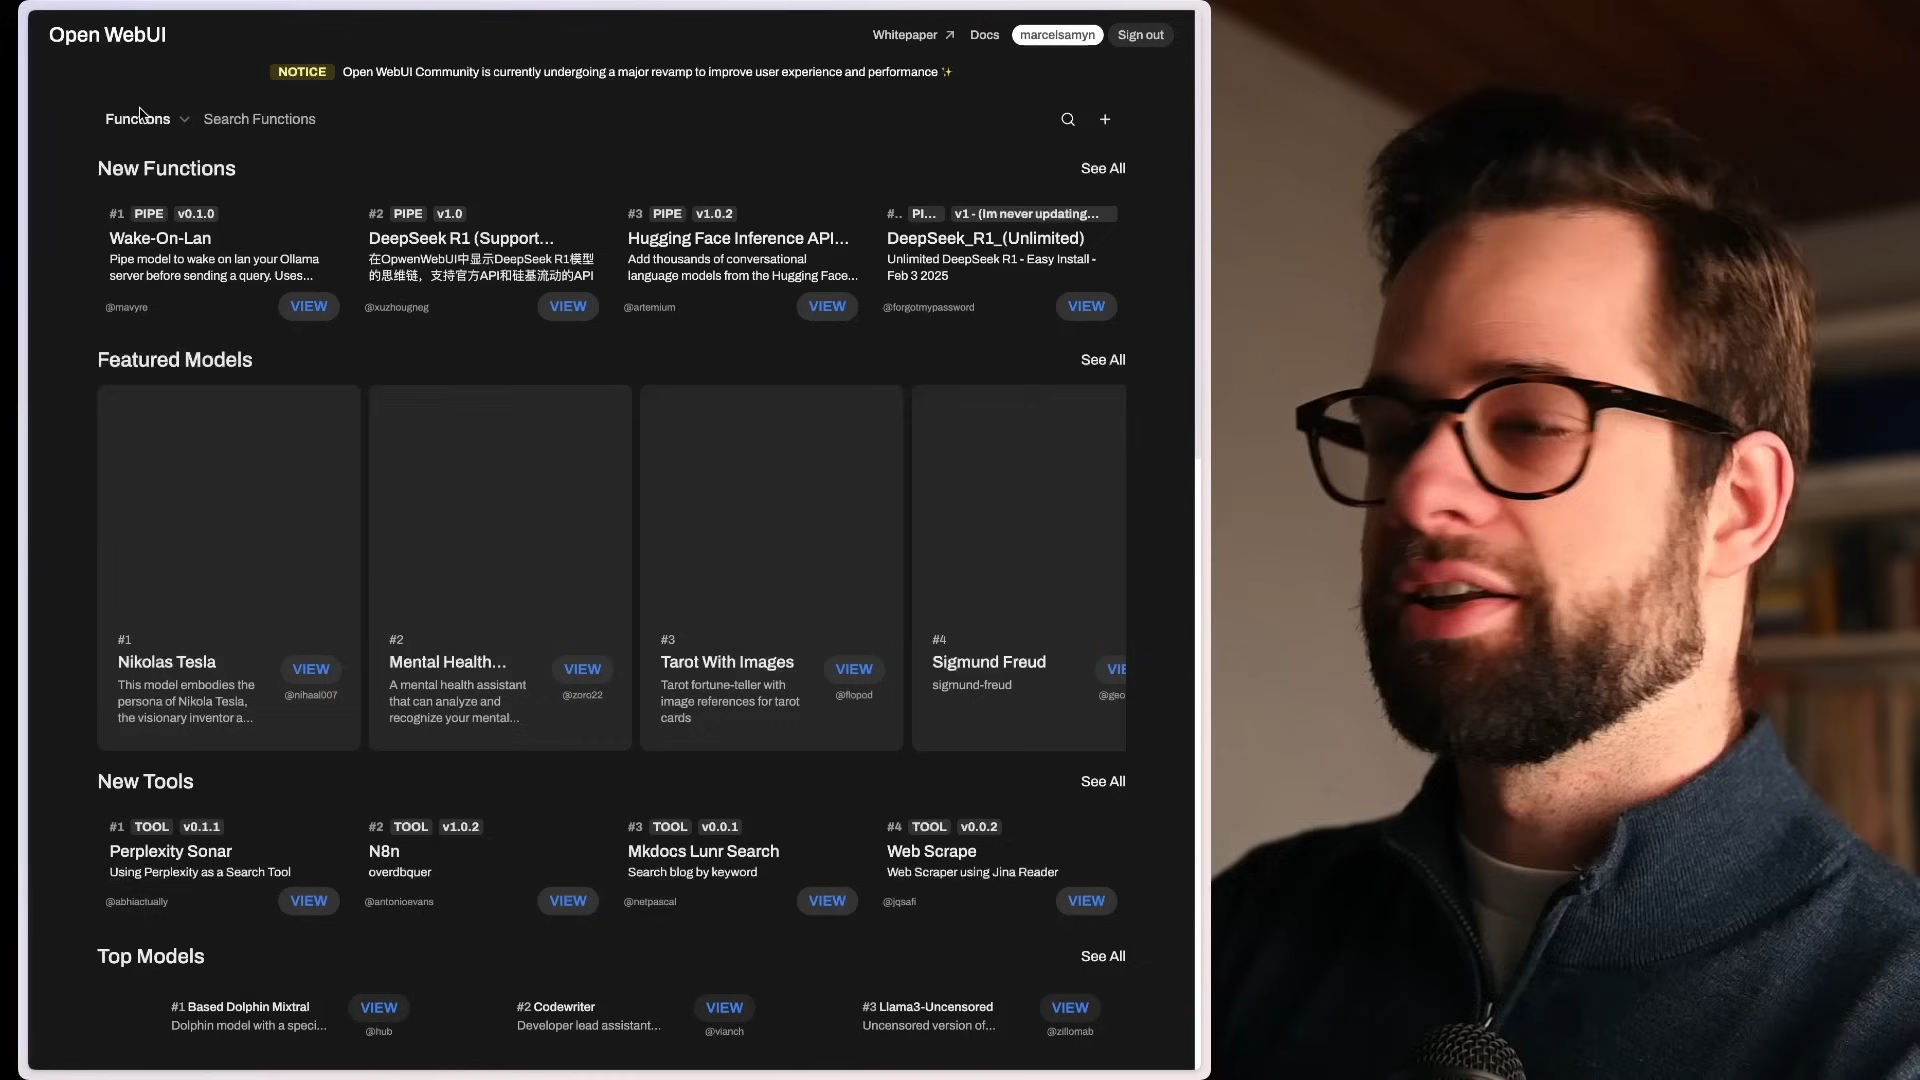 Open WebUI
Whitepaper ↗ Docs marcelsamyn Sign out
NOTICE Open WebUI Community is currently undergoing a major revamp to improve user experience and performance ✨
Functions Search Functions
New Functions See All
#1 PIPE v0.1.0
Wake-On-Lan
Pipe model to wake on lan your Ollama
server before sending a query. Uses...
@mavyre VIEW
#2 PIPE v1.0
DeepSeek R1 (Support...
在OpwenWebUI中显示DeepSeek R1模型
的思维链，支持官方API和硅基流动的API
@xuzhougneg VIEW
#3 PIPE v1.0.2
Hugging Face Inference API...
Add thousands of conversational
language models from the Hugging Face...
@artemium VIEW
#.. PI... v1 - (Im never updating...
DeepSeek_R1_(Unlimited)
Unlimited DeepSeek R1 - Easy Install -
Feb 3 2025
@forgotmypassword VIEW
Featured Models See All
#1
Nikolas Tesla
This model embodies the
persona of Nikola Tesla,
the visionary inventor a...
VIEW
@nihaal007
#2
Mental Health...
A mental health assistant
that can analyze and
recognize your mental...
VIEW
@zoro22
#3
Tarot With Images
Tarot fortune-teller with
image references for tarot
cards
VIEW
@flopod
#4
Sigmund Freud
sigmund-freud
VIE
@geo
New Tools See All
#1 TOOL v0.1.1
Perplexity Sonar
Using Perplexity as a Search Tool
@abhiactually VIEW
#2 TOOL v1.0.2
N8n
overdbquer
@antonioevans VIEW
#3 TOOL v0.0.1
Mkdocs Lunr Search
Search blog by keyword
@netpascal VIEW
#4 TOOL v0.0.2
Web Scrape
Web Scraper using Jina Reader
@jqsafi VIEW
Top Models See All
#1 Based Dolphin Mixtral
Dolphin model with a speci...
VIEW
@hub
#2 Codewriter
Developer lead assistant...
VIEW
@vianch
#3 Llama3-Uncensored
Uncensored version of...
VIEW
@zillomab